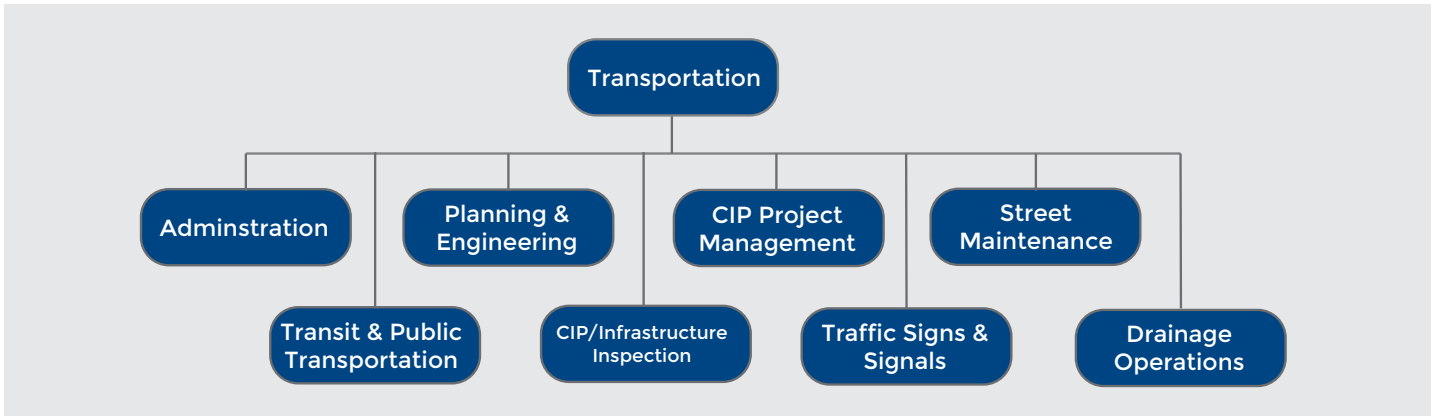 Transportation
Adminstration
Planning &
Engineering
CIP Project
Management
Street
Maintenance
Transit & Public
Transportation
CIP/Infrastructure
Inspection
Traffic Signs &
Signals
Drainage
Operations